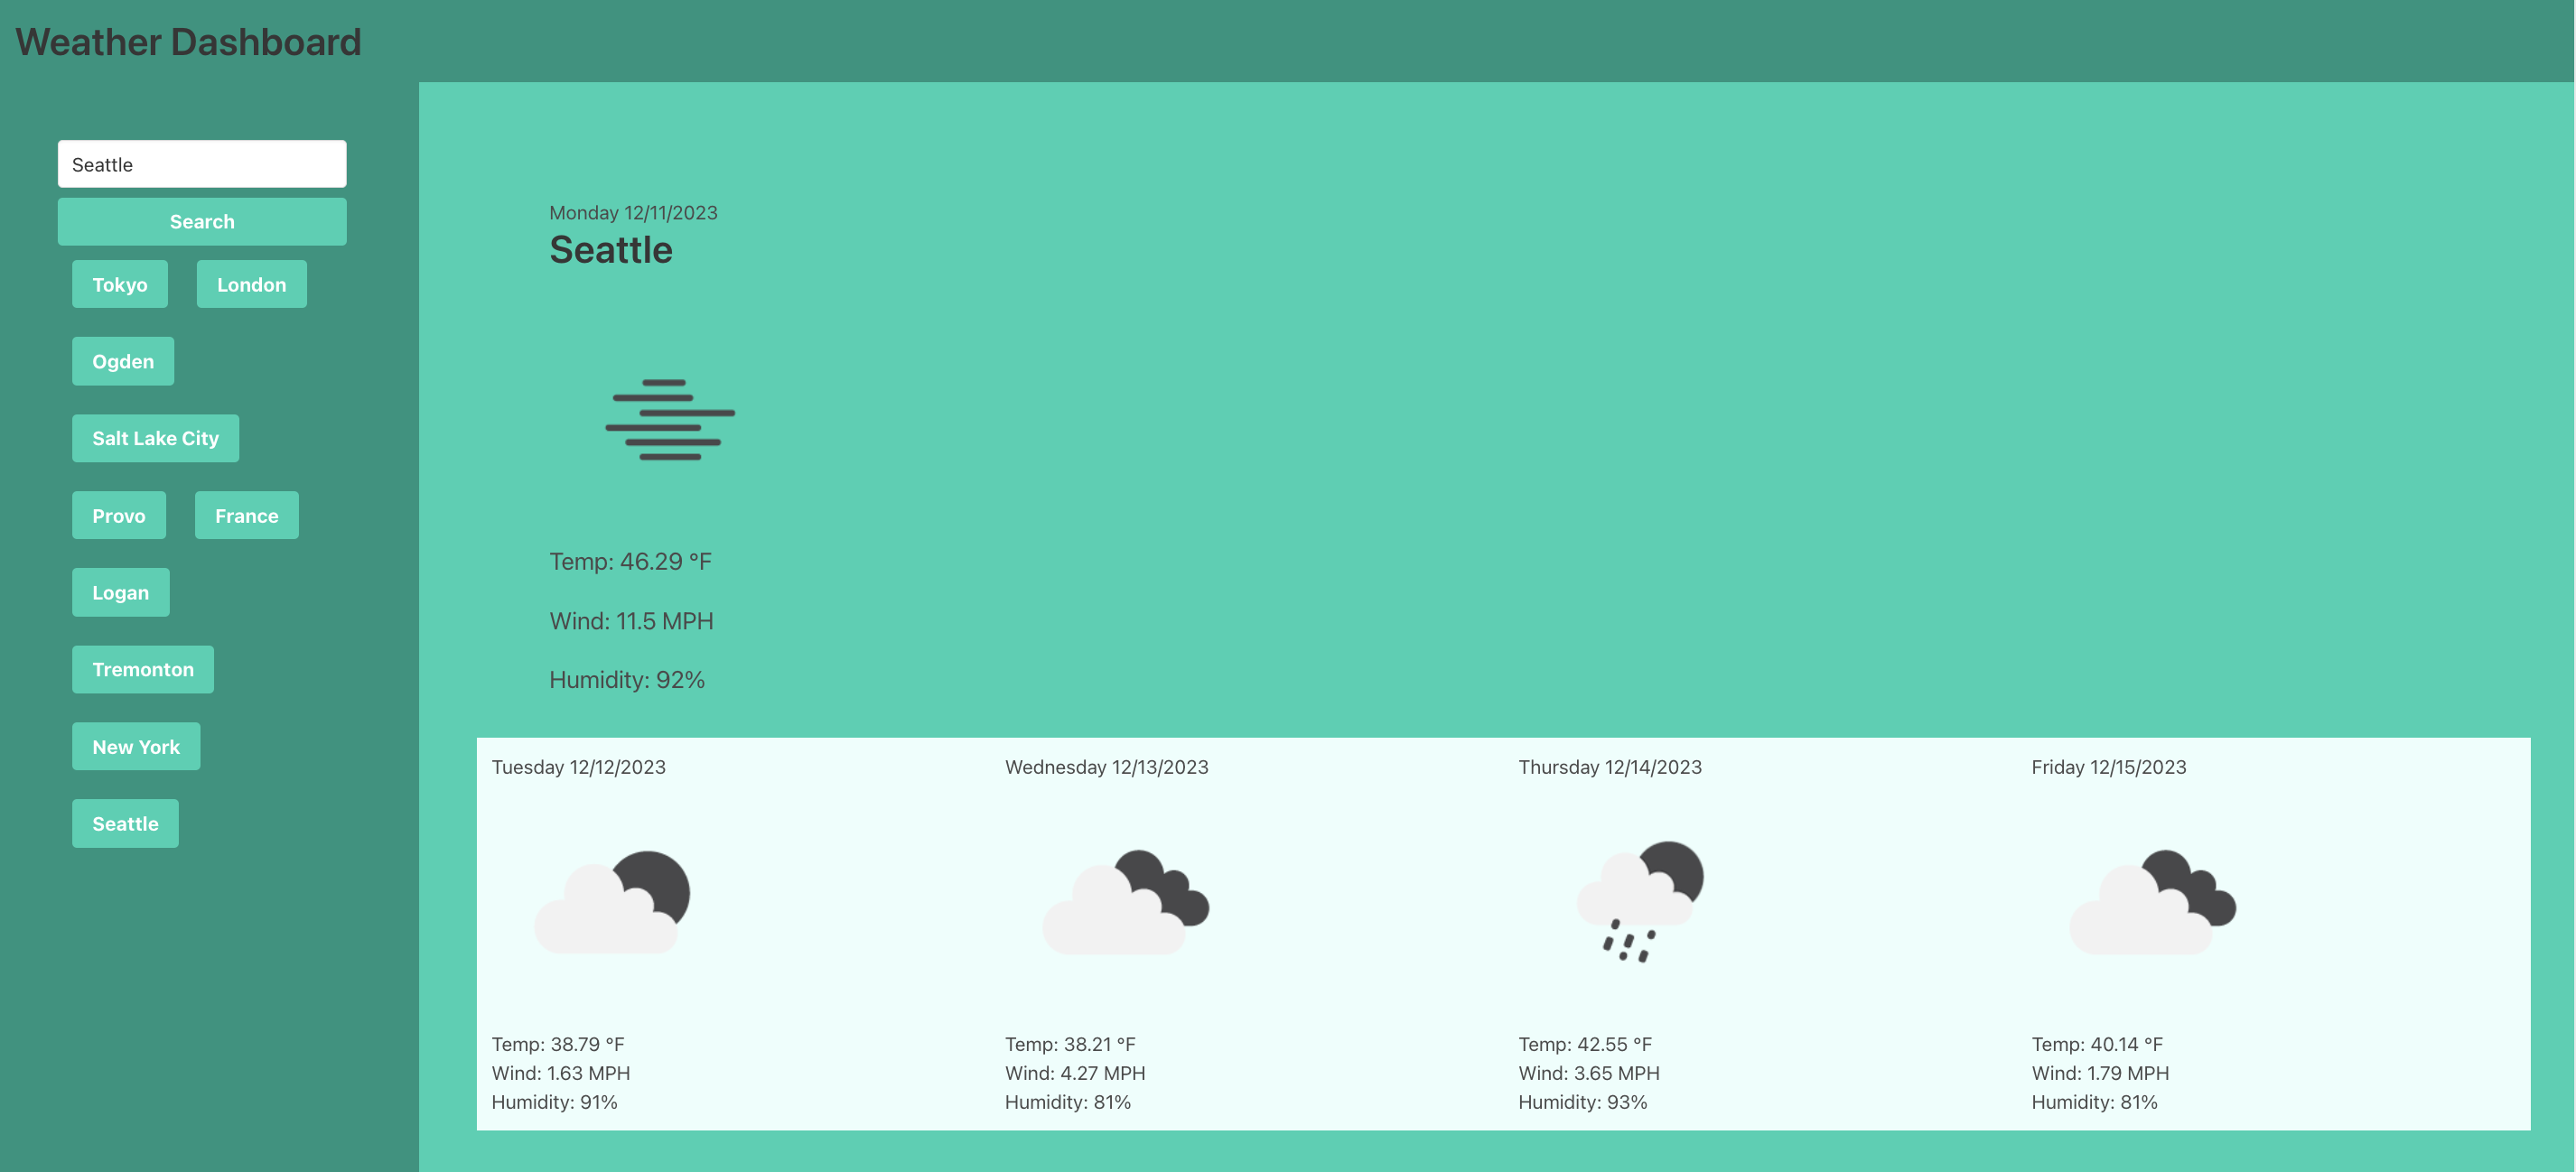 Weather Dashboard
Seattle
Search
Tokyo London
Ogden
Salt Lake City
Provo France
Logan
Tremonton
New York
Seattle
Monday 12/11/2023
Seattle
Temp: 46.29 °F
Wind: 11.5 MPH
Humidity: 92%
Tuesday 12/12/2023
Temp: 38.79 °F
Wind: 1.63 MPH
Humidity: 91%
Wednesday 12/13/2023
Temp: 38.21 °F
Wind: 4.27 MPH
Humidity: 81%
Thursday 12/14/2023
Temp: 42.55 °F
Wind: 3.65 MPH
Humidity: 93%
Friday 12/15/2023
Temp: 40.14 °F
Wind: 1.79 MPH
Humidity: 81%